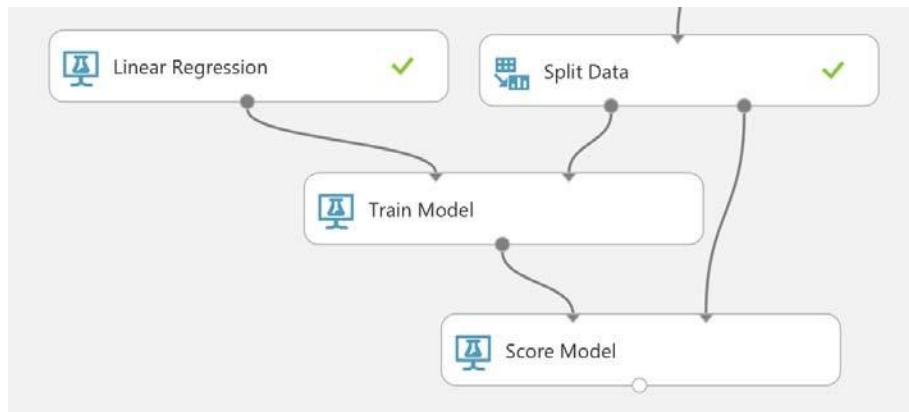 Linear Regression
Split Data
Train Model
Score Model